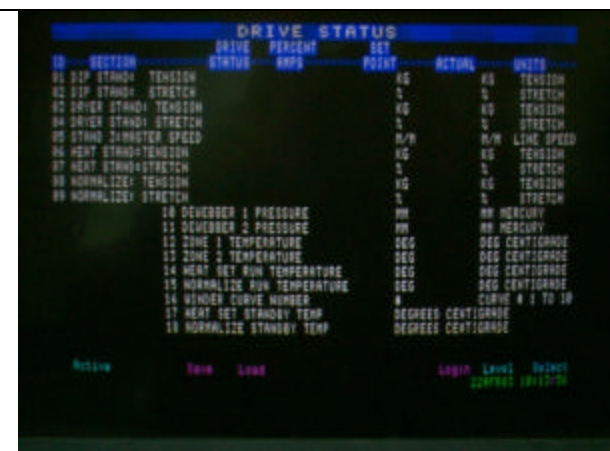 DRIVE STATUS
DRIVE PERCENT SET
ID SECTION STATUS AMPS POINT ACTUAL UNITS
01 DIP STAND: TENSION KG KG TENSION
02 DIP STAND: STRETCH % % STRETCH
03 DRYER STAND: TENSION KG KG TENSION
04 DRYER STAND: STRETCH % % STRETCH
05 STAND 3:MASTER SPEED M/M M/M LINE SPEED
06 HEAT STAND:TENSION KG KG TENSION
07 HEAT STAND:STRETCH % % STRETCH
08 NORMALIZE: TENSION KG KG TENSION
09 NORMALIZE: STRETCH % % STRETCH
10 DEWEBBER 1 PRESSURE MM MM MERCURY
11 DEWEBBER 2 PRESSURE MM MM MERCURY
12 ZONE 1 TEMPERATURE DEG DEG CENTIGRADE
13 ZONE 2 TEMPERATURE DEG DEG CENTIGRADE
14 HEAT SET RUN TEMPERATURE DEG DEG CENTIGRADE
15 NORMALIZE RUN TEMPERATURE DEG DEG CENTIGRADE
16 WINDER CURVE NUMBER # CURVE # 1 TO 10
17 HEAT SET STANDBY TEMP DEGREES CENTIGRADE
18 NORMALIZE STANDBY TEMP DEGREES CENTIGRADE
Active Save Load Login Level Select